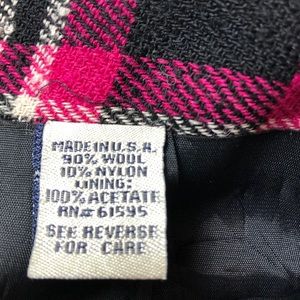 MADE IN U.S.A.
90% WOOL
10% NYLON
LINING:
100% ACETATE
RN# 61595
SEE REVERSE
FOR CARE